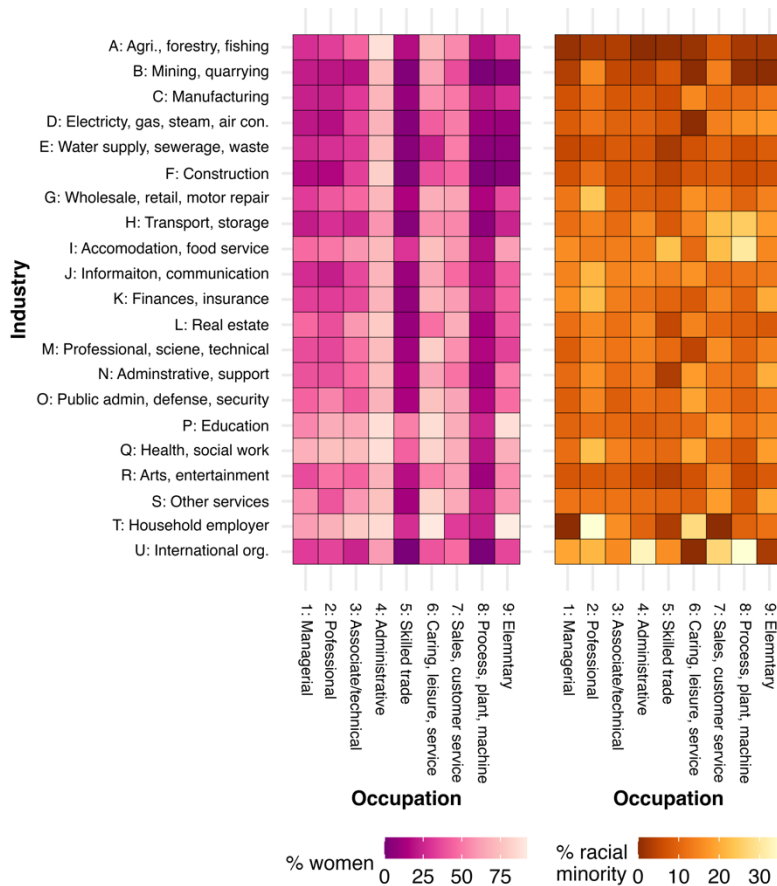 Industry
A: Agri., forestry, fishing
B: Mining, quarrying
C: Manufacturing
D: Electricty, gas, steam, air con.
E: Water supply, sewerage, waste
F: Construction
G: Wholesale, retail, motor repair
H: Transport, storage
I: Accomodation, food service
J: Informaiton, communication
K: Finances, insurance
L: Real estate
M: Professional, sciene, technical
N: Adminstrative, support
O: Public admin, defense, security
P: Education
Q: Health, social work
R: Arts, entertainment
S: Other services
T: Household employer
U: International org.
1: Managerial
2: Pofessional
3: Associate/technical
4: Administrative
5: Skilled trade
6: Caring, leisure, service
7: Sales, customer service
8: Process, plant, machine
9: Elemntary
Occupation
1: Managerial
2: Pofessional
3: Associate/technical
4: Administrative
5: Skilled trade
6: Caring, leisure, service
7: Sales, customer service
8: Process, plant, machine
9: Elemntary
Occupation
% women
0 25 50 75
% racial
minority
0 10 20 30